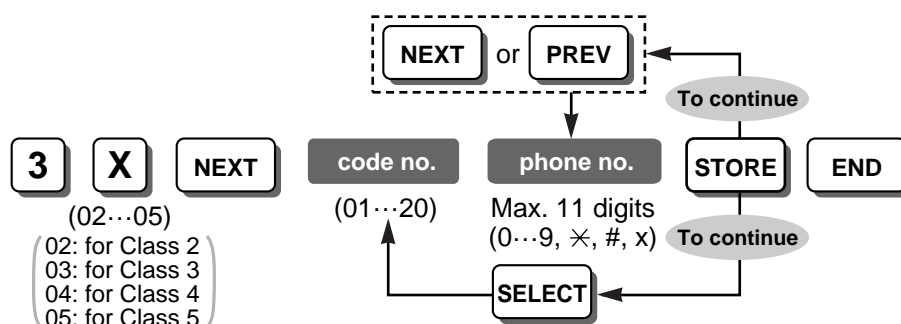 NEXT or PREV
To continue
3 X NEXT code no. phone no. STORE END
(02···05) (01···20) Max. 11 digits
(0···9, ✳, #, x) To continue
02: for Class 2
03: for Class 3
04: for Class 4
05: for Class 5
SELECT